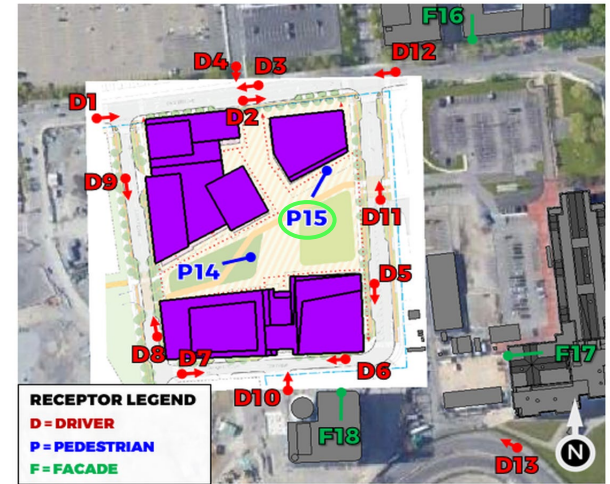 F16
D4
D3
D12
D1
D2
D9
P15
D11
P14
D5
D8
D7
D6
D10
F17
F18
D13
N
RECEPTOR LEGEND
D = DRIVER
P = PEDESTRIAN
F = FACADE